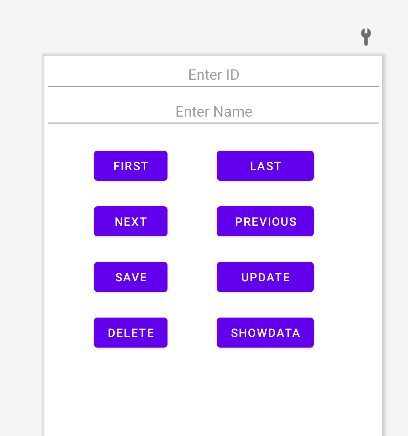 Enter ID
Enter Name
FIRST LAST
NEXT PREVIOUS
SAVE UPDATE
DELETE SHOWDATA